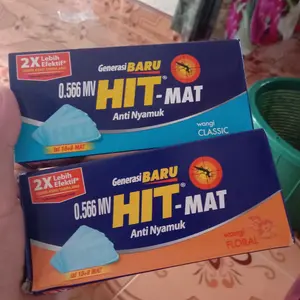 2X Lebih Efektif*
Generasi BARU
0.566 MV HIT-MAT
Anti Nyamuk
wangi
CLASSIC
2X Lebih Efektif*
Generasi BARU
0.566 MV HIT-MAT
Anti Nyamuk
wangi
FLORAL